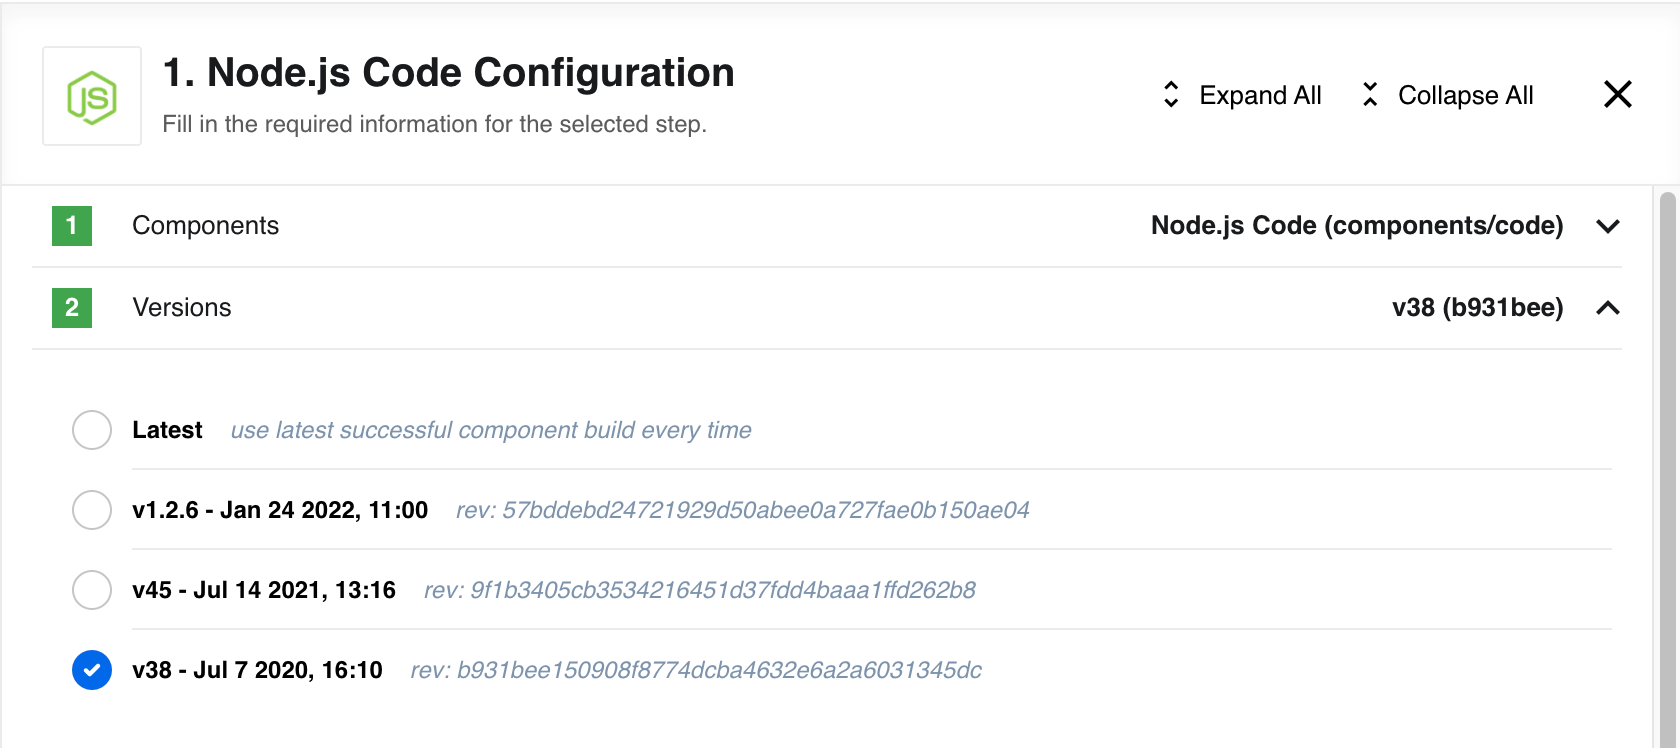 JS
1. Node.js Code Configuration
Fill in the required information for the selected step.
Expand All
Collapse All
1 Components Node.js Code (components/code)
2 Versions v38 (b931bee)
Latest use latest successful component build every time
v1.2.6 - Jan 24 2022, 11:00 rev: 57bddebd24721929d50abee0a727fae0b150ae04
v45 - Jul 14 2021, 13:16 rev: 9f1b3405cb3534216451d37fdd4baaa1ffd262b8
v38 - Jul 7 2020, 16:10 rev: b931bee150908f8774dcba4632e6a2a6031345dc